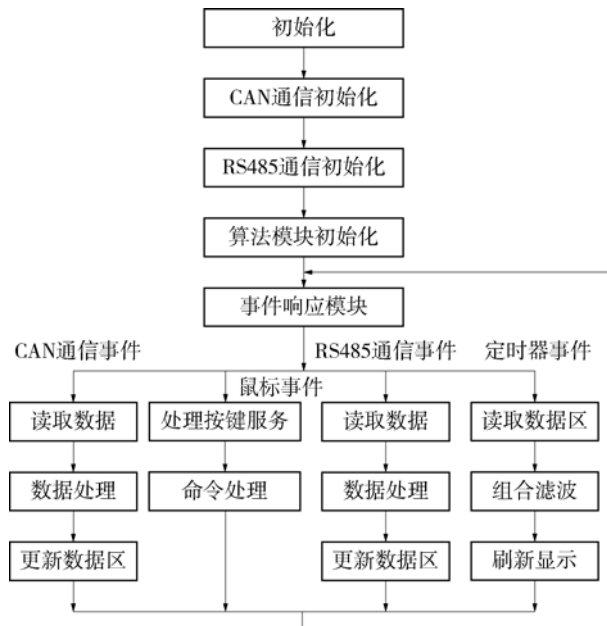 初始化
CAN通信初始化
RS485通信初始化
算法模块初始化
事件响应模块
CAN通信事件
RS485通信事件
定时器事件
鼠标事件
读取数据
处理按键服务
读取数据
读取数据区
数据处理
命令处理
数据处理
组合滤波
更新数据区
更新数据区
刷新显示